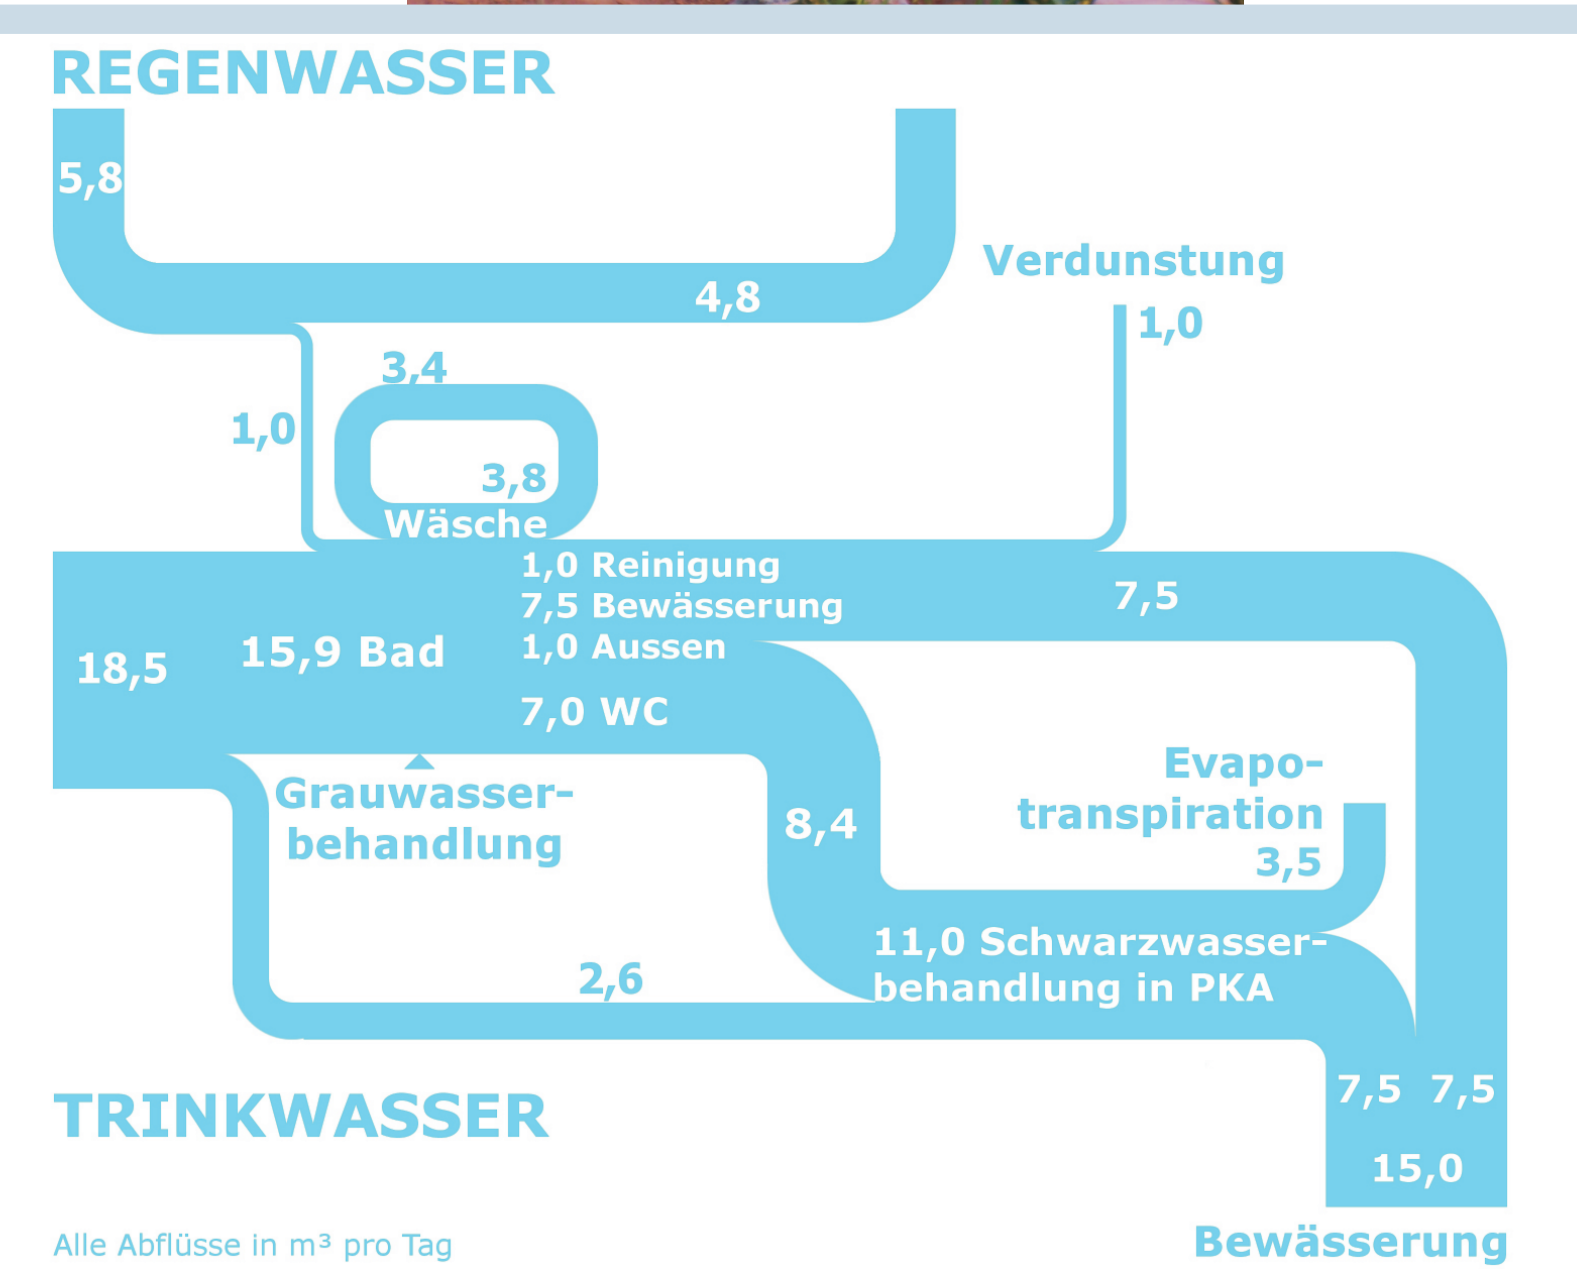 REGENWASSER
5,8
4,8
Verdunstung
1,0
3,4
1,0
3,8
Wäsche
1,0 Reinigung
7,5 Bewässerung
1,0 Aussen
7,5
18,5
15,9 Bad
7,0 WC
Grauwasser-
behandlung
8,4
Evapo-
transpiration
3,5
11,0 Schwarzwasser-
behandlung in PKA
2,6
TRINKWASSER
7,5 7,5
15,0
Alle Abflüsse in m³ pro Tag
Bewässerung